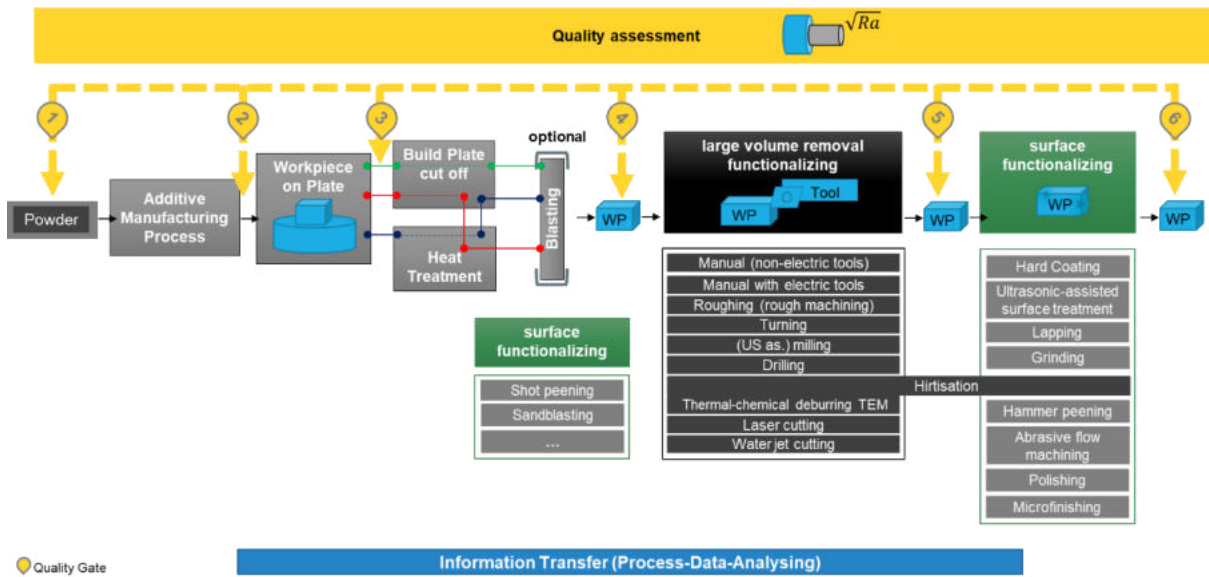 Quality assessment
√Ra
1
2
3
4
5
6
optional
Powder
Additive
Manufacturing
Process
Workpiece
on Plate
Build Plate
cut off
Heat
Treatment
Blasting
WP
large volume removal
functionalizing
WP
Tool
WP
surface
functionalizing
WP
WP
surface
functionalizing
Shot peening
Sandblasting
...
Manual (non-electric tools)
Manual with electric tools
Roughing (rough machining)
Turning
(US as.) milling
Drilling
Hirtisation
Thermal-chemical deburring TEM
Laser cutting
Water jet cutting
Hard Coating
Ultrasonic-assisted
surface treatment
Lapping
Grinding
Hammer peening
Abrasive flow
machining
Polishing
Microfinishing
Quality Gate
Information Transfer (Process-Data-Analysing)